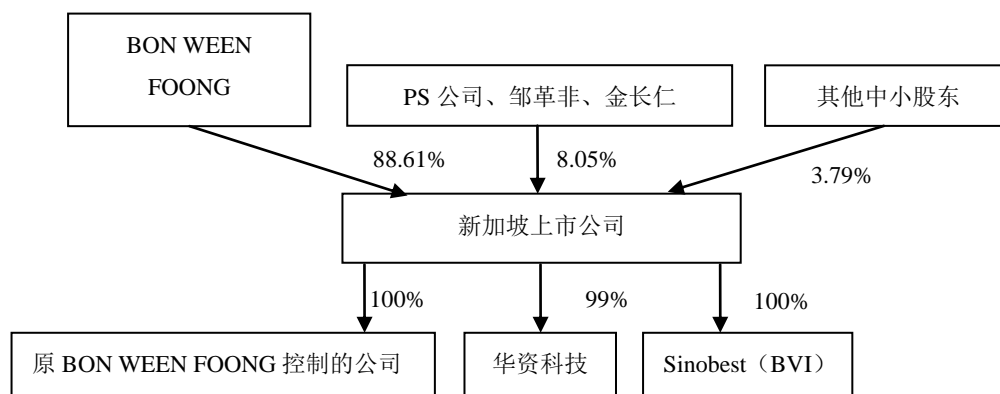 BON WEEN
FOONG
PS 公司、邹革非、金长仁
其他中小股东
88.61%
8.05%
3.79%
新加坡上市公司
100%
99%
100%
原 BON WEEN FOONG 控制的公司
华资科技
Sinobest（BVI）